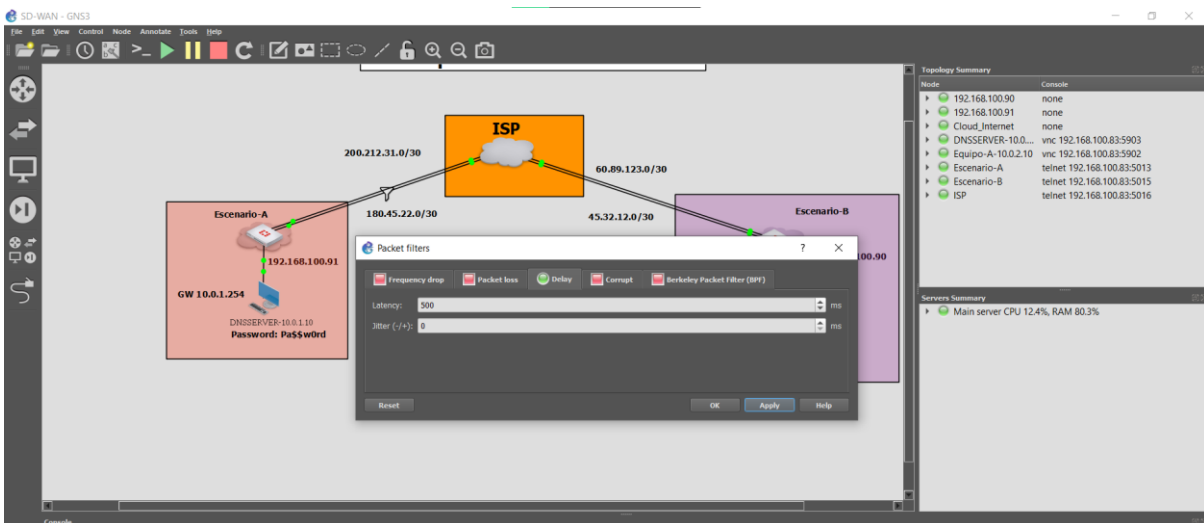 SD-WAN - GNS3
File Edit View Control Node Annotate Tools Help
ISP
200.212.31.0/30
60.89.123.0/30
180.45.22.0/30
45.32.12.0/30
Escenario-A
192.168.100.91
GW 10.0.1.254
DNSSERVER-10.0.1.10
Password: Pa$$w0rd
Escenario-B
00.90
Packet filters
Frequency drop Packet loss Delay Corrupt Berkeley Packet Filter (BPF)
Latency: 500 ms
Jitter (-/+): 0 ms
Reset OK Apply Help
Topology Summary
Node Console
192.168.100.90 none
192.168.100.91 none
Cloud_Internet none
DNSSERVER-10.0.... vnc 192.168.100.83:5903
Equipo-A-10.0.2.10 vnc 192.168.100.83:5902
Escenario-A telnet 192.168.100.83:5013
Escenario-B telnet 192.168.100.83:5015
ISP telnet 192.168.100.83:5016
Servers Summary
Main server CPU 12.4%, RAM 80.3%
Console